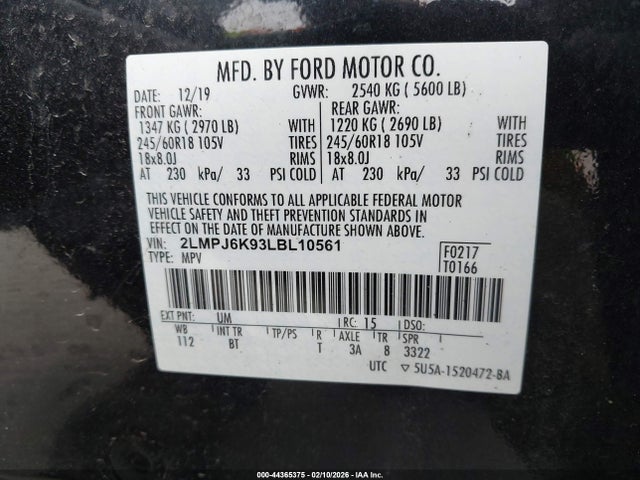 MFD. BY FORD MOTOR CO.
DATE: 12/19 GVWR: 2540 KG ( 5600 LB)
FRONT GAWR: REAR GAWR:
1347 KG ( 2970 LB) WITH 1220 KG ( 2690 LB) WITH
245/60R18 105V TIRES 245/60R18 105V TIRES
18x8.0J RIMS 18x8.0J RIMS
AT 230 kPa/ 33 PSI COLD AT 230 kPa/ 33 PSI COLD
THIS VEHICLE CONFORMS TO ALL APPLICABLE FEDERAL MOTOR
VEHICLE SAFETY AND THEFT PREVENTION STANDARDS IN
EFFECT ON THE DATE OF MANUFACTURE SHOWN ABOVE.
VIN: 2LMPJ6K93LBL10561 F0217
TYPE: MPV T0166
EXT PNT: UM RC: 15 DSO:
WB INT TR TP/PS R AXLE TR SPR
112 BT T 3A 8 3322
UTC ▽ 5U5A-1520472-BA
000-44365375 - 02/10/2026 - IAA Inc.